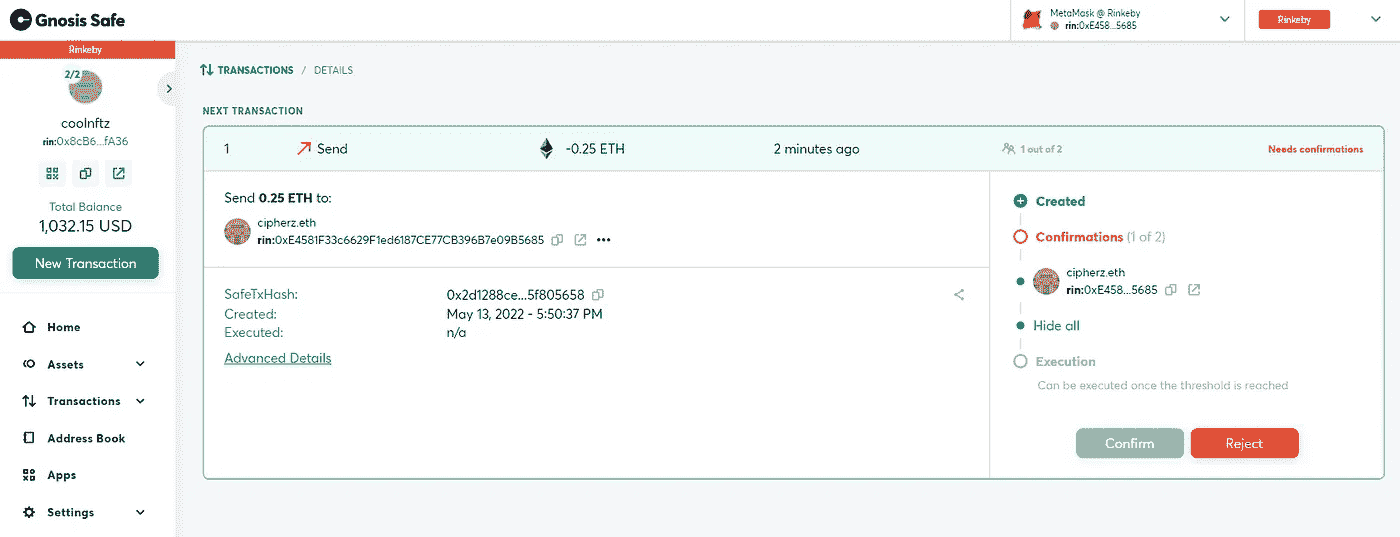 Gnosis Safe
MetaMask @ Rinkeby
rin:0xE458...5685
Rinkeby
Rinkeby
2/2
coolnftz
rin:0x8cB6...fA36
Total Balance
1,032.15 USD
New Transaction
Home
Assets
Transactions
Address Book
Apps
Settings
TRANSACTIONS / DETAILS
NEXT TRANSACTION
1 Send -0.25 ETH 2 minutes ago 1 out of 2 Needs confirmations
Send 0.25 ETH to:
cipherz.eth
rin:0xE4581F33c6629F1ed6187CE77CB396B7e09B5685
SafeTxHash: 0x2d1288ce...5f805658
Created: May 13, 2022 - 5:50:37 PM
Executed: n/a
Advanced Details
Created
Confirmations (1 of 2)
cipherz.eth
rin:0xE458...5685
Hide all
Execution
Can be executed once the threshold is reached
Confirm Reject